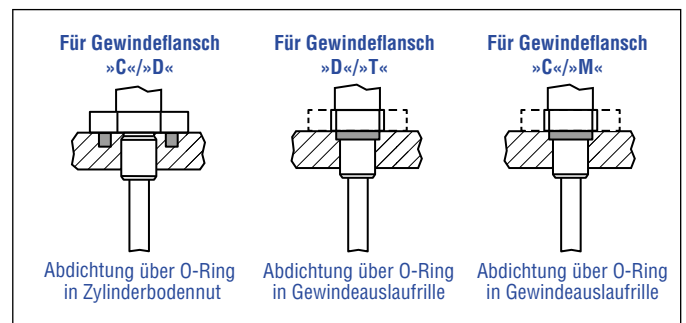 Für Gewindeflansch
»C«/»D«
Abdichtung über O-Ring
in Zylinderbodennut
Für Gewindeflansch
»D«/»T«
Abdichtung über O-Ring
in Gewindeauslaufrille
Für Gewindeflansch
»C«/»M«
Abdichtung über O-Ring
in Gewindeauslaufrille